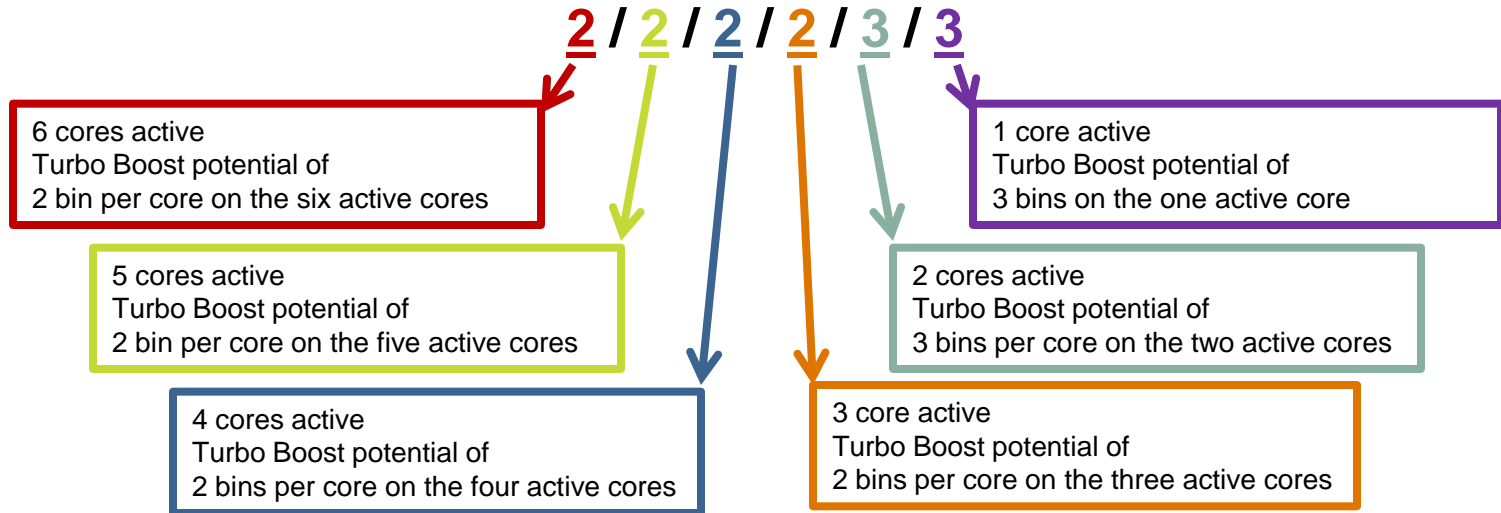 2 / 2 / 2 / 2 / 3 / 3
6 cores active
Turbo Boost potential of
2 bin per core on the six active cores
1 core active
Turbo Boost potential of
3 bins on the one active core
5 cores active
Turbo Boost potential of
2 bin per core on the five active cores
2 cores active
Turbo Boost potential of
3 bins per core on the two active cores
4 cores active
Turbo Boost potential of
2 bins per core on the four active cores
3 core active
Turbo Boost potential of
2 bins per core on the three active cores